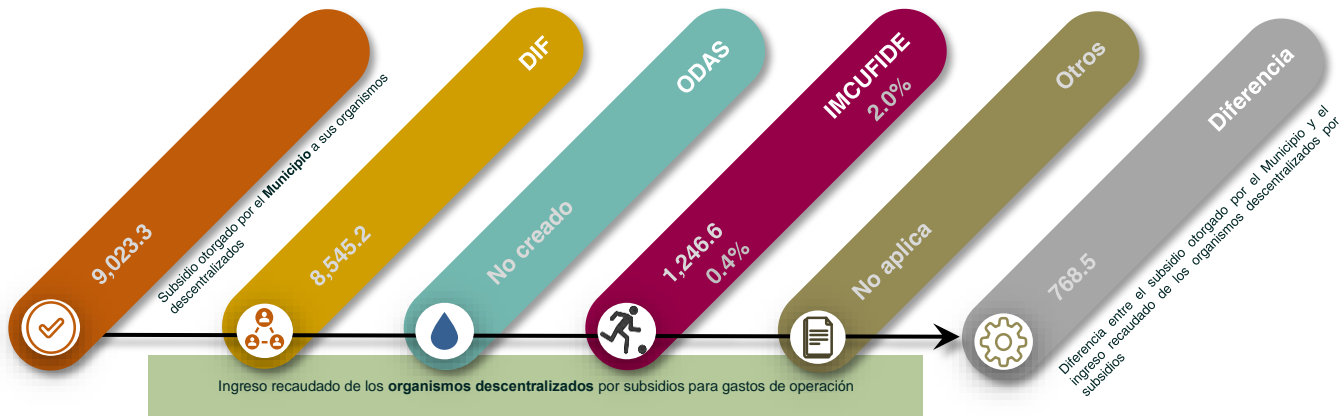 9,023.3
Subsidio otorgado por el Municipio a sus organismos
descentralizados
DIF
8,545.2
ODAS
No creado
IMCUFIDE
2.0%
1,246.6
0.4%
Otros
No aplica
Diferencia
768.5
Diferencia entre el subsidio otorgado por el Municipio y el
ingreso recaudado de los organismos descentralizados por
subsidios
Ingreso recaudado de los organismos descentralizados por subsidios para gastos de operación